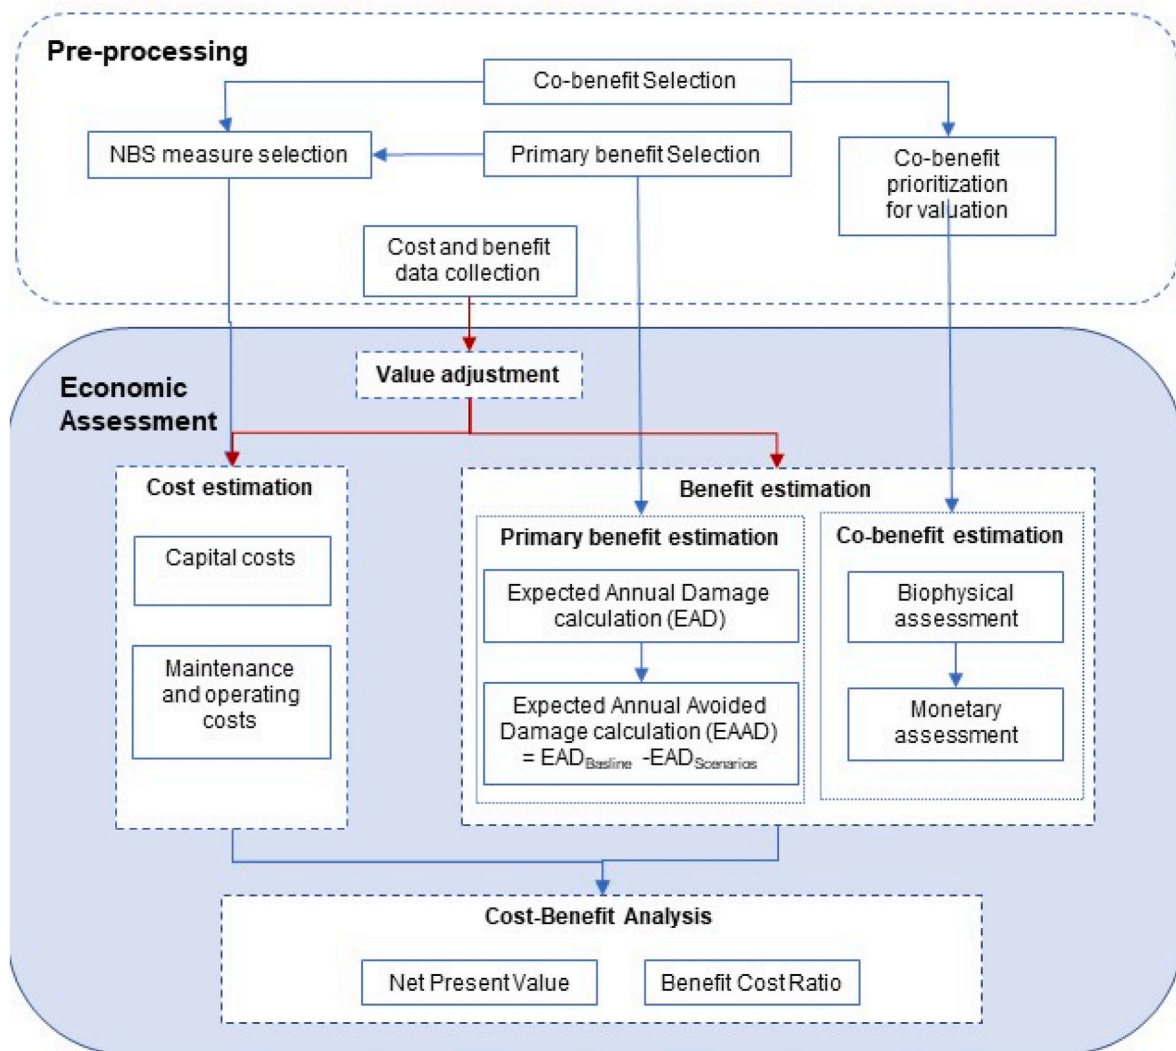 Pre-processing
Co-benefit Selection
NBS measure selection
Primary benefit Selection
Co-benefit
prioritization
for valuation
Cost and benefit
data collection
Value adjustment
Economic
Assessment
Cost estimation
Benefit estimation
Capital costs
Maintenance
and operating
costs
Primary benefit estimation
Expected Annual Damage
calculation (EAD)
Expected Annual Avoided
Damage calculation (EAAD)
= EADBasline -EADScenarios
Co-benefit estimation
Biophysical
assessment
Monetary
assessment
Cost-Benefit Analysis
Net Present Value
Benefit Cost Ratio